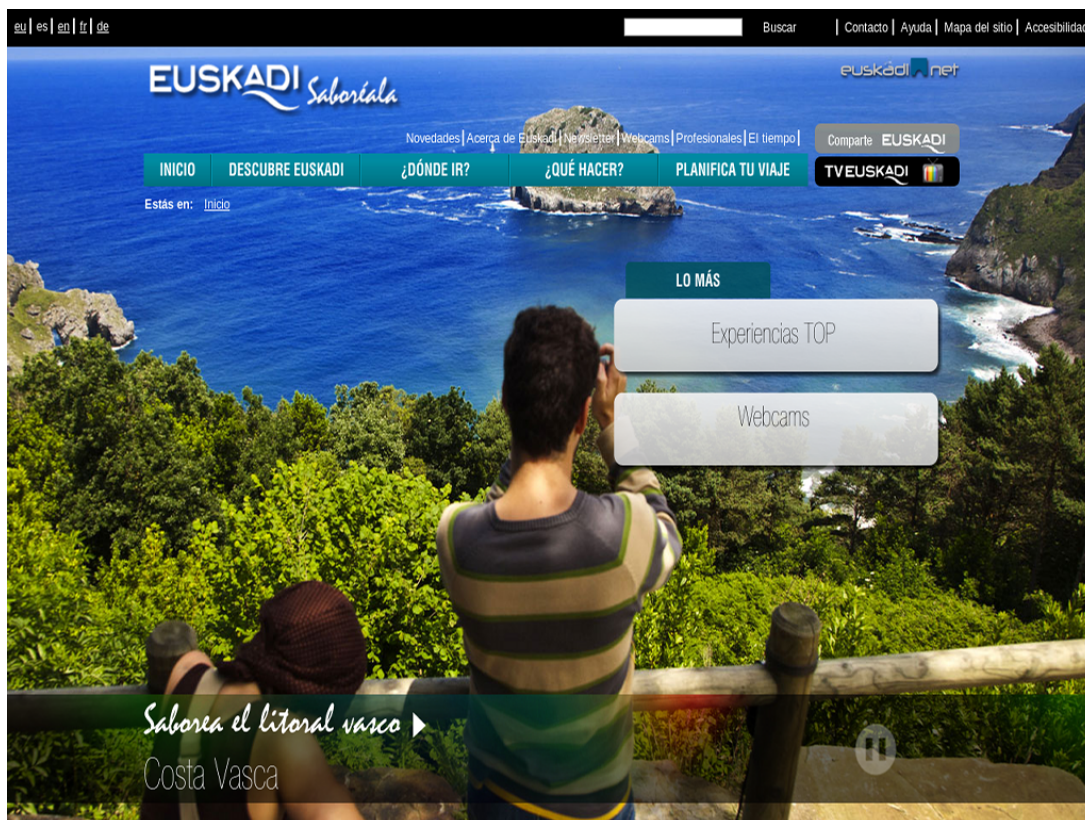 eu es en fr de Buscar Contacto Ayuda Mapa del sitio Accesibilidad
EUSKADI Saboréala
euskadi net
Novedades Acerca de Euskadi Newsletter Webcams Profesionales El tiempo
Comparte EUSKADI
INICIO DESCUBRE EUSKADI ¿DÓNDE IR? ¿QUÉ HACER? PLANIFICA TU VIAJE
TVEUSKADI
Estás en: Inicio
LO MÁS
Experiencias TOP
Webcams
Saborea el litoral vasco
Costa Vasca